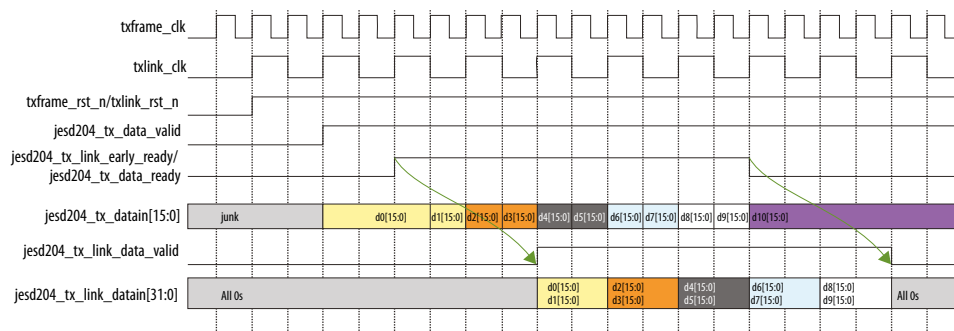 txframe_clk
txlink_clk
txframe_rst_n/txlink_rst_n
jesd204_tx_data_valid
jesd204_tx_link_early_ready/
jesd204_tx_data_ready
jesd204_tx_datain[15:0] junk d0[15:0] d1[15:0] d2[15:0] d3[15:0] d4[15:0] d5[15:0] d6[15:0] d7[15:0] d8[15:0] d9[15:0] d10[15:0]
jesd204_tx_link_data_valid
jesd204_tx_link_datain[31:0] All 0s d0[15:0] d2[15:0] d4[15:0] d6[15:0] d8[15:0] All 0s
d1[15:0] d3[15:0] d5[15:0] d7[15:0] d9[15:0]